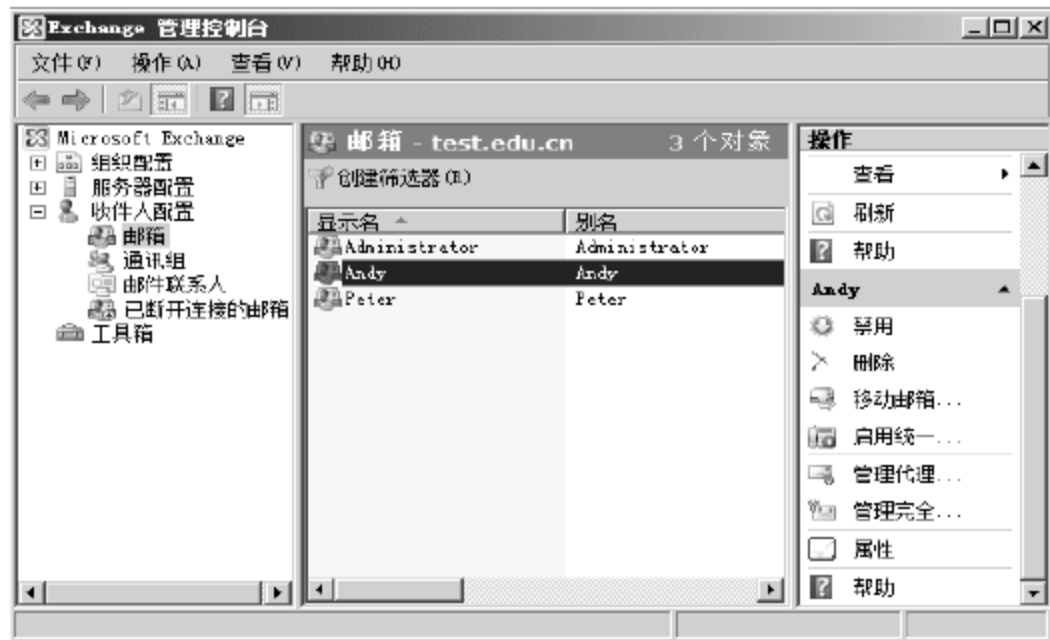 Exchange 管理控制台
文件(F) 操作(A) 查看(V) 帮助(H)
Microsoft Exchange
组织配置
服务器配置
收件人配置
邮箱
通讯组
邮件联系人
已断开连接的邮箱
工具箱
邮箱 - test.edu.cn 3 个对象
创建筛选器(R)
显示名 别名
Administrator Administrator
Andy Andy
Peter Peter
操作
查看
刷新
帮助
Andy
禁用
删除
移动邮箱...
启用统一...
管理代理...
管理完全...
属性
帮助